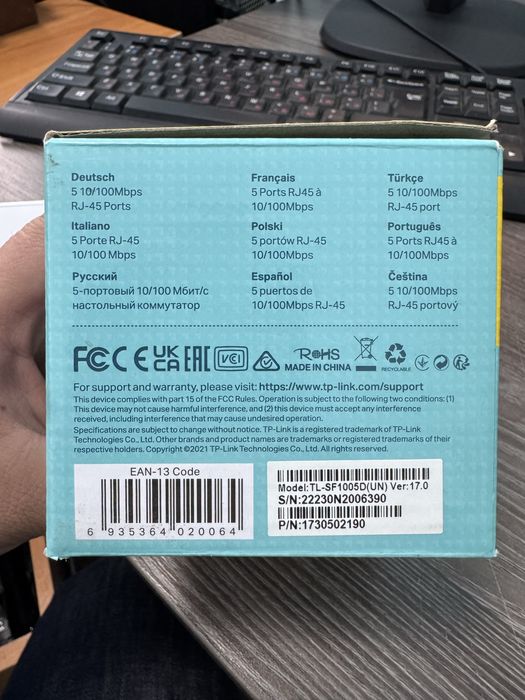 Deutsch
5 10/100Mbps
RJ-45 Ports
Français
5 Ports RJ45 à
10/100Mbps
Türkçe
5 10/100Mbps
RJ-45 port
Italiano
5 Porte RJ-45
10/100 Mbps
Polski
5 portów RJ-45
10/100Mbps
Português
5 Ports RJ45 à
10/100Mbps
Русский
5-портовый 10/100 Мбит/с
настольный коммутатор
Español
5 puertos de
10/100Mbps RJ-45
Čeština
5 10/100Mbps
RJ-45 portový
FC CE UK CA EAC VCI RoHS
MADE IN CHINA
RECYCLABLE
For support and warranty, please visit: https://www.tp-link.com/support
This device complies with part 15 of the FCC Rules. Operation is subject to the following two conditions: (1)
This device may not cause harmful interference, and (2) this device must accept any interference
received, including interference that may cause undesired operation.
Specifications are subject to change without notice. TP-Link is a registered trademark of TP-Link
Technologies Co., Ltd. Other brands and product names are trademarks or registered trademarks of their
respective holders. Copyright ©2021 TP-Link Technologies Co., Ltd. All rights reserved.
EAN-13 Code
6 935364 020064
Model:TL-SF1005D(UN) Ver:17.0
S/N:22230N2006390
P/N:1730502190